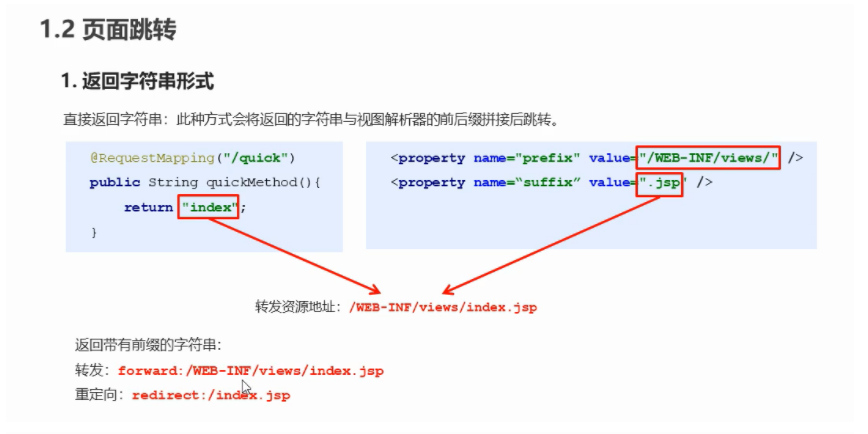 1.2 页面跳转
1. 返回字符串形式
直接返回字符串：此种方式会将返回的字符串与视图解析器的前后缀拼接后跳转。
@RequestMapping("/quick")
public String quickMethod(){
return "index";
}
<property name="prefix" value="/WEB-INF/views/" />
<property name=“suffix” value=".jsp" />
转发资源地址：/WEB-INF/views/index.jsp
返回带有前缀的字符串：
转发：forward:/WEB-INF/views/index.jsp
重定向：redirect:/index.jsp